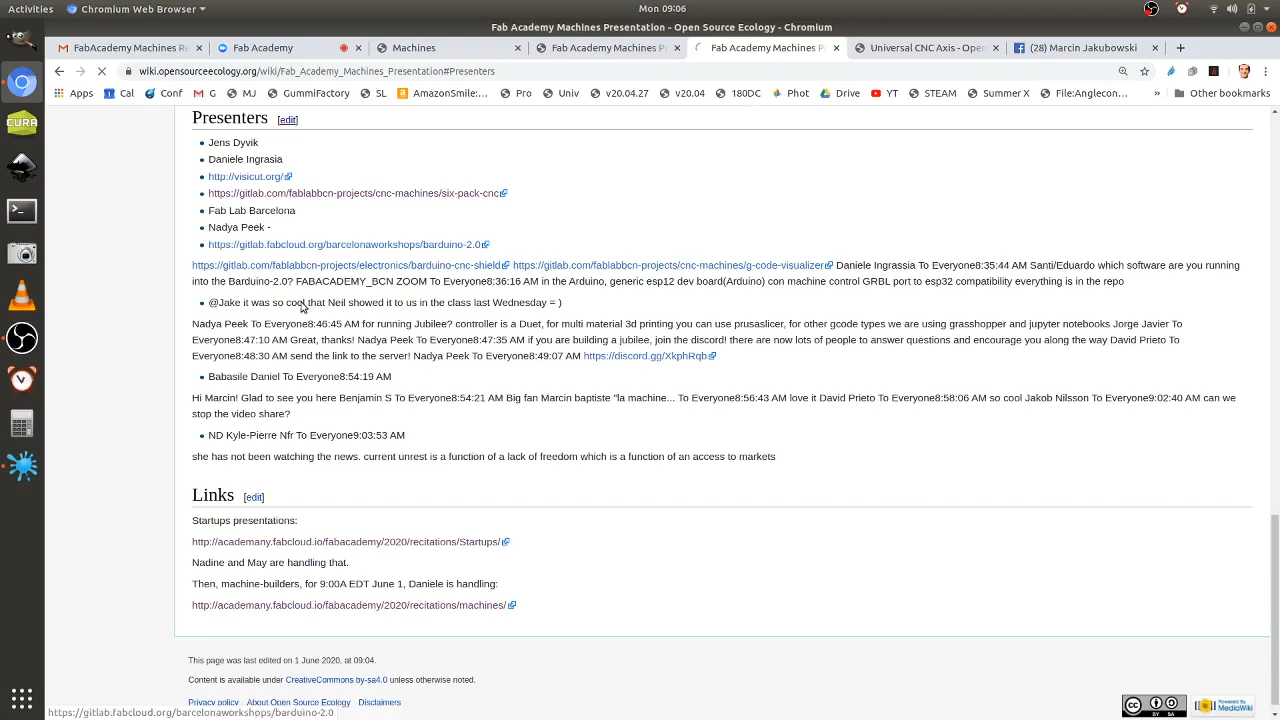 Activities
Chromium Web Browser
Mon 09:06
Fab Academy Machines Presentation - Open Source Ecology - Chromium
FabAcademy Machines Re
Fab Academy
Machines
Fab Academy Machines P
Fab Academy Machines P
Universal CNC Axis - Open
(28) Marcin Jakubowski
wiki.opensourceecology.org/wiki/Fab_Academy_Machines_Presentation#Presenters
Apps
Cal
Conf
G
MJ
GummiFactory
SL
AmazonSmile:...
Pro
Univ
v20.04.27
v20.04
180DC
Phot
Drive
YT
STEAM
Summer X
File:Anglecon...
»
Other bookmarks
Presenters [edit]
Jens Dyvik
Daniele Ingrasia
http://visicut.org/
https://gitlab.com/fablabbcn-projects/cnc-machines/six-pack-cnc
Fab Lab Barcelona
Nadya Peek -
https://gitlab.fabcloud.org/barcelonaworkshops/barduino-2.0
https://gitlab.com/fablabbcn-projects/electronics/barduino-cnc-shield https://gitlab.com/fablabbcn-projects/cnc-machines/g-code-visualizer Daniele Ingrassia To Everyone8:35:44 AM Santi/Eduardo which software are you running
into the Barduino-2.0? FABACADEMY_BCN ZOOM To Everyone8:36:16 AM in the Arduino, generic esp12 dev board(Arduino) con machine control GRBL port to esp32 compatibility everything is in the repo
@Jake it was so cool that Neil showed it to us in the class last Wednesday = )
Nadya Peek To Everyone8:46:45 AM for running Jubilee? controller is a Duet, for multi material 3d printing you can use prusaslicer, for other gcode types we are using grasshopper and jupyter notebooks Jorge Javier To
Everyone8:47:10 AM Great, thanks! Nadya Peek To Everyone8:47:35 AM if you are building a jubilee, join the discord! there are now lots of people to answer questions and encourage you along the way David Prieto To
Everyone8:48:30 AM send the link to the server! Nadya Peek To Everyone8:49:07 AM https://discord.gg/XkphRqb
Babasile Daniel To Everyone8:54:19 AM
Hi Marcin! Glad to see you here Benjamin S To Everyone8:54:21 AM Big fan Marcin baptiste "la machine... To Everyone8:56:43 AM love it David Prieto To Everyone8:58:06 AM so cool Jakob Nilsson To Everyone9:02:40 AM can we
stop the video share?
ND Kyle-Pierre Nfr To Everyone9:03:53 AM
she has not been watching the news. current unrest is a function of a lack of freedom which is a function of an access to markets
Links [edit]
Startups presentations:
http://academany.fabcloud.io/fabacademy/2020/recitations/Startups/
Nadine and May are handling that.
Then, machine-builders, for 9:00A EDT June 1, Daniele is handling:
http://academany.fabcloud.io/fabacademy/2020/recitations/machines/
This page was last edited on 1 June 2020, at 09:04.
Content is available under CreativeCommons by-sa4.0 unless otherwise noted.
Privacy policy About Open Source Ecology Disclaimers
https://gitlab.fabcloud.org/barcelonaworkshops/barduino-2.0
BY SA
Powered By MediaWiki
CURA